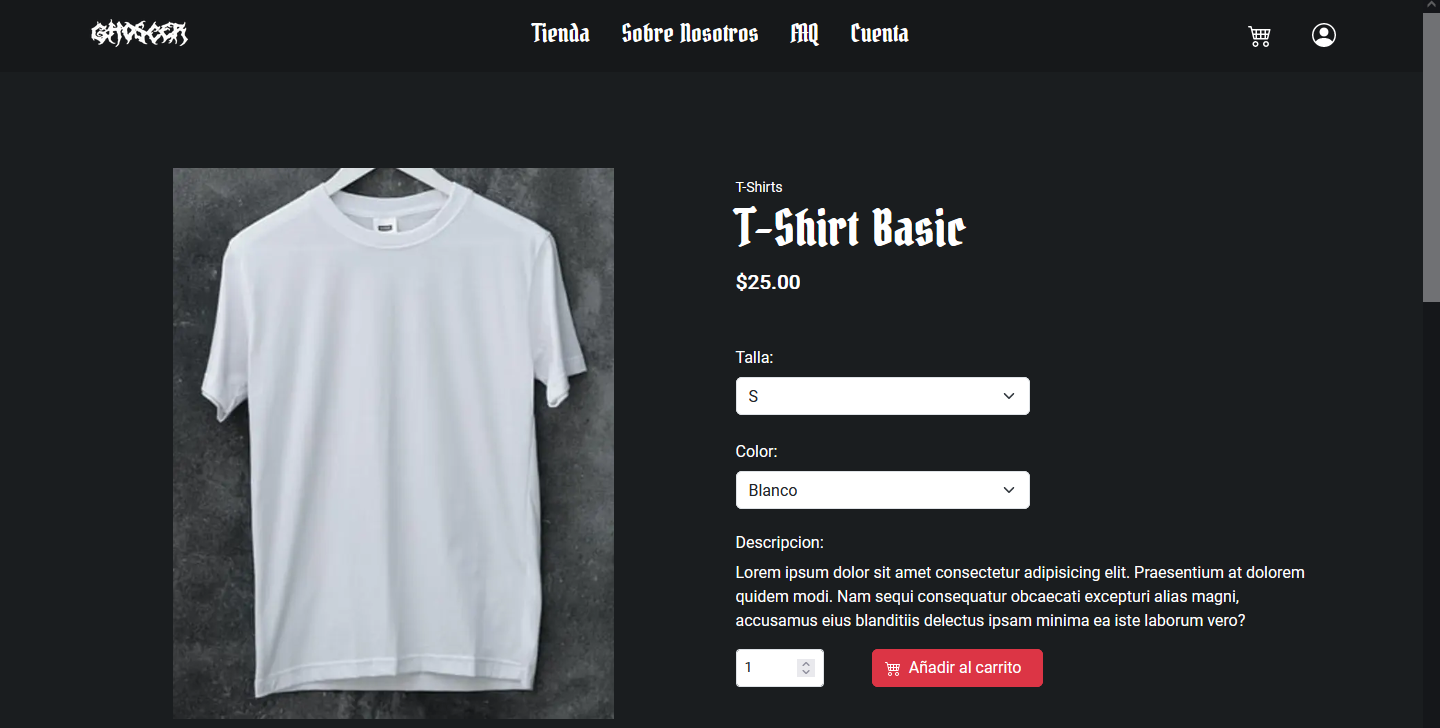 GHOSCER
Tienda Sobre Nosotros FAQ Cuenta
T-Shirts
T-Shirt Basic
$25.00
Talla:
S
Color:
Blanco
Descripcion:
Lorem ipsum dolor sit amet consectetur adipisicing elit. Praesentium at dolorem
quidem modi. Nam sequi consequatur obcaecati excepturi alias magni,
accusamus eius blanditiis delectus ipsam minima ea iste laborum vero?
1
Añadir al carrito